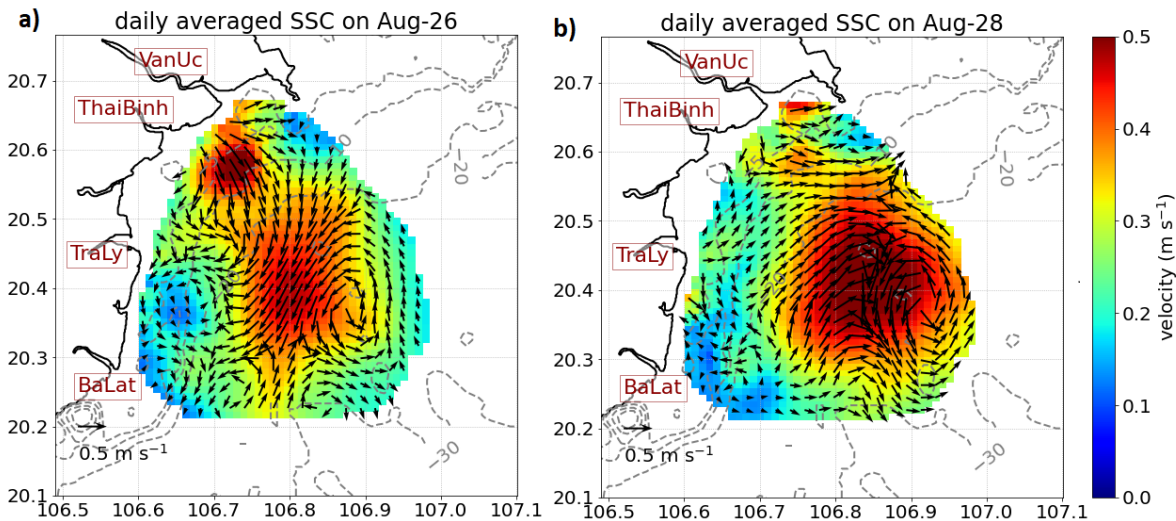 a)
daily averaged SSC on Aug-26
20.7
20.6
20.5
20.4
20.3
20.2
20.1
106.5 106.6 106.7 106.8 106.9 107.0 107.1
VanUc
ThaiBinh
TraLy
BaLat
0.5 m s⁻¹
−10
−20
−30
b)
daily averaged SSC on Aug-28
20.7
20.6
20.5
20.4
20.3
20.2
20.1
106.5 106.6 106.7 106.8 106.9 107.0 107.1
VanUc
ThaiBinh
TraLy
BaLat
0.5 m s⁻¹
−10
−20
−30
0.5
0.4
0.3
0.2
0.1
0.0
velocity (m s⁻¹)